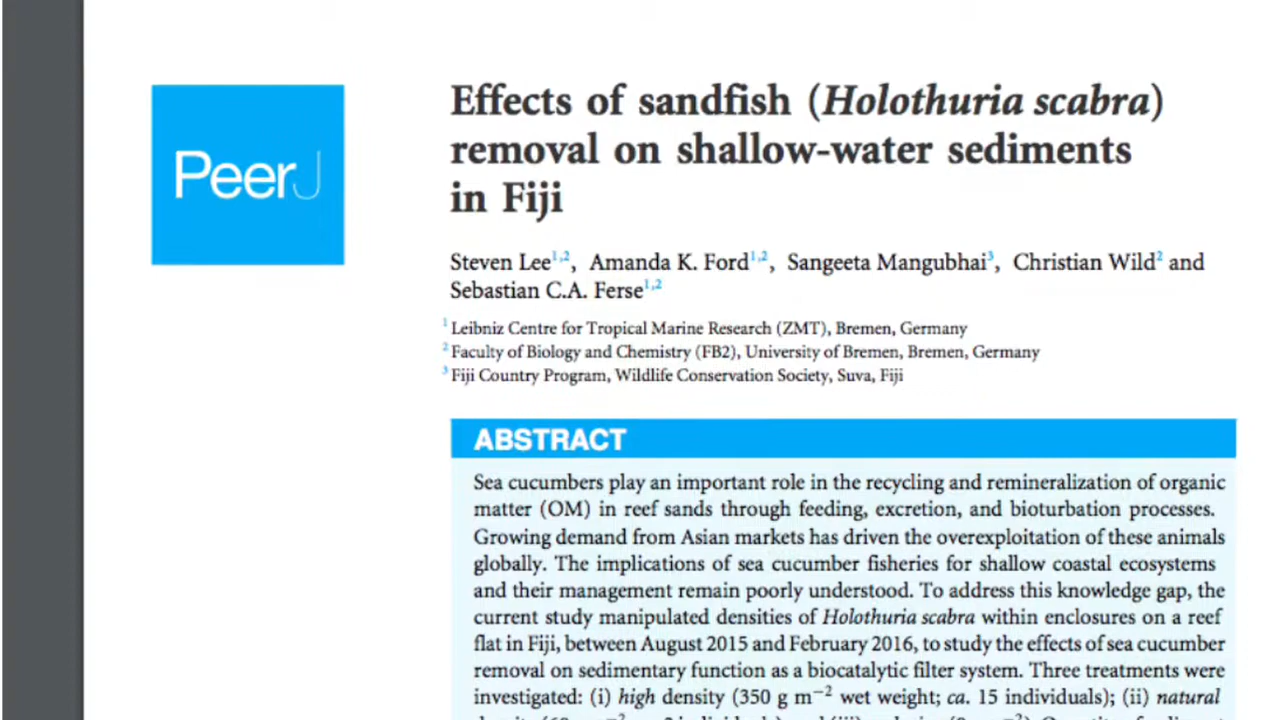 PeerJ
Effects of sandfish (Holothuria scabra)
removal on shallow-water sediments
in Fiji
Steven Lee1,2, Amanda K. Ford1,2, Sangeeta Mangubhai3, Christian Wild2 and
Sebastian C.A. Ferse1,2
1 Leibniz Centre for Tropical Marine Research (ZMT), Bremen, Germany
2 Faculty of Biology and Chemistry (FB2), University of Bremen, Bremen, Germany
3 Fiji Country Program, Wildlife Conservation Society, Suva, Fiji
ABSTRACT
Sea cucumbers play an important role in the recycling and remineralization of organic
matter (OM) in reef sands through feeding, excretion, and bioturbation processes.
Growing demand from Asian markets has driven the overexploitation of these animals
globally. The implications of sea cucumber fisheries for shallow coastal ecosystems
and their management remain poorly understood. To address this knowledge gap, the
current study manipulated densities of Holothuria scabra within enclosures on a reef
flat in Fiji, between August 2015 and February 2016, to study the effects of sea cucumber
removal on sedimentary function as a biocatalytic filter system. Three treatments were
investigated: (i) high density (350 g m−2 wet weight; ca. 15 individuals); (ii) natural